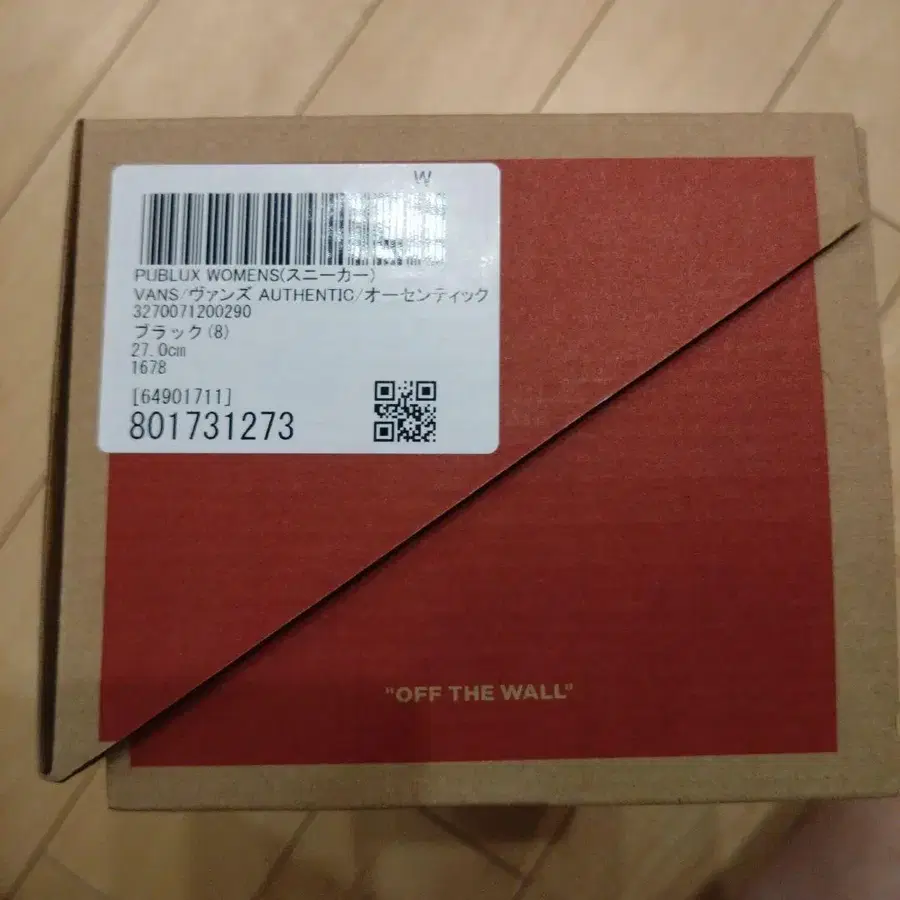 W
PUBLUX WOMENS(スニーカー)
VANS/ヴァンズ AUTHENTIC/オーセンティック
3270071200290
ブラック(8)
27.0cm
1678
[64901711]
801731273
"OFF THE WALL"